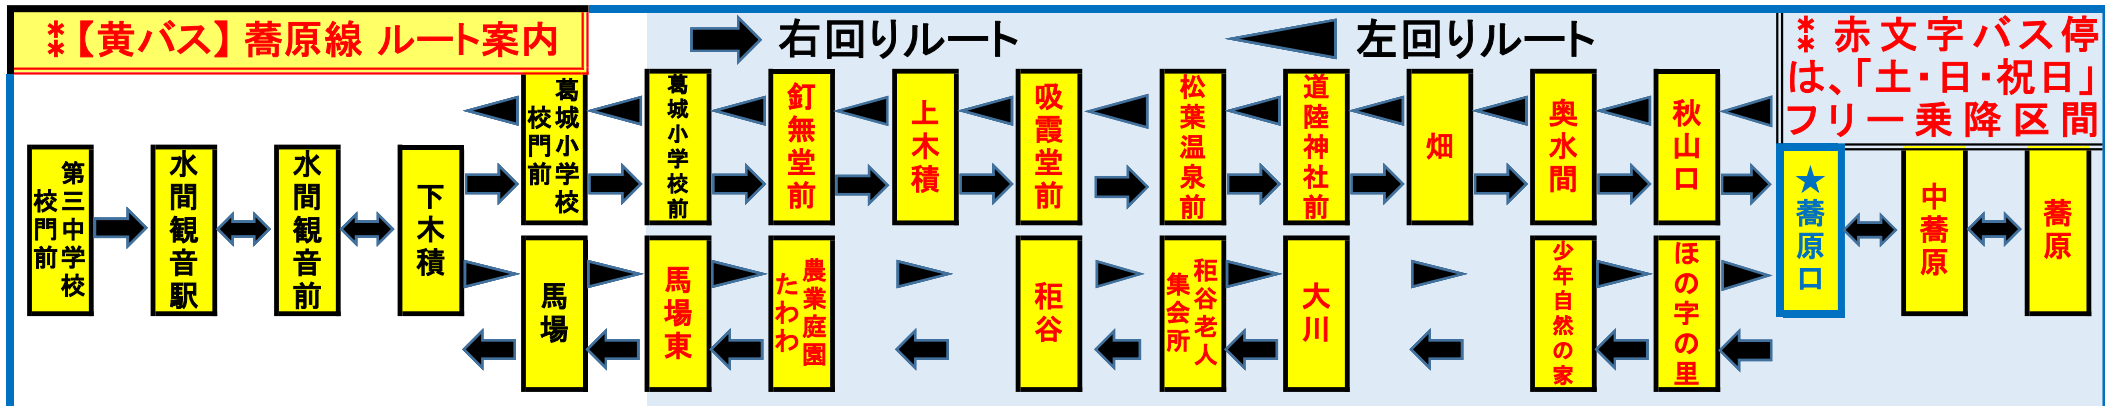 ⁑【黄バス】蕎原線 ルート案内
右回りルート
左回りルート
⁑ 赤文字バス停
は、「土・日・祝日」
フリー乗降区間
第三中学校
校門前
水間観音駅
水間観音前
下木積
葛城小学校
校門前
葛城小学校前
釘無堂前
上木積
吸霞堂前
松葉温泉前
道陸神社前
畑
奥水間
秋山口
★蕎原口
中蕎原
蕎原
馬場
馬場東
農業庭園
たわわ
秬谷
秬谷老人
集会所
大川
少年自然の家
ほの字の里